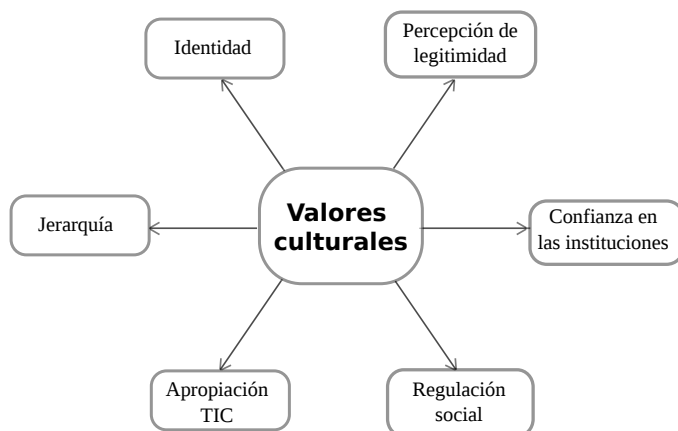 Identidad
Percepción de
legitimidad
Jerarquía
Valores
culturales
Confianza en
las instituciones
Apropiación
TIC
Regulación
social